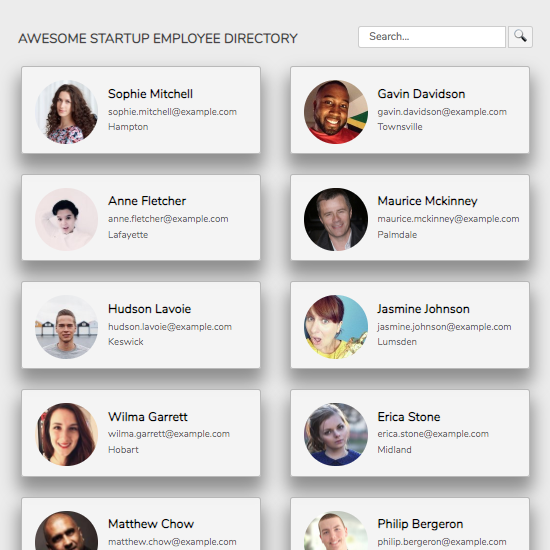 AWESOME STARTUP EMPLOYEE DIRECTORY
Search...
Sophie Mitchell
sophie.mitchell@example.com
Hampton
Gavin Davidson
gavin.davidson@example.com
Townsville
Anne Fletcher
anne.fletcher@example.com
Lafayette
Maurice Mckinney
maurice.mckinney@example.com
Palmdale
Hudson Lavoie
hudson.lavoie@example.com
Keswick
Jasmine Johnson
jasmine.johnson@example.com
Lumsden
Wilma Garrett
wilma.garrett@example.com
Hobart
Erica Stone
erica.stone@example.com
Midland
Matthew Chow
matthew.chow@example.com
Philip Bergeron
philip.bergeron@example.com